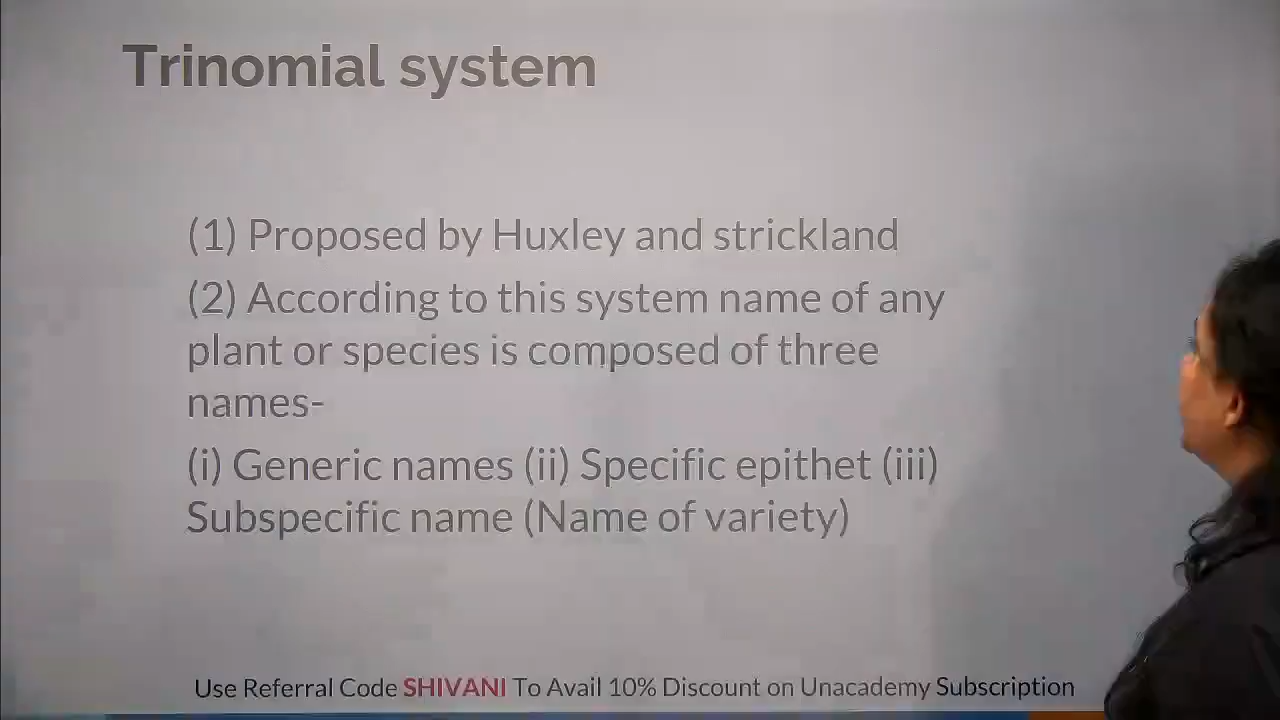 Trinomial system
(1) Proposed by Huxley and strickland
(2) According to this system name of any
plant or species is composed of three
names-
(i) Generic names (ii) Specific epithet (iii)
Subspecific name (Name of variety)
Use Referral Code SHIVANI To Avail 10% Discount on Unacademy Subscription